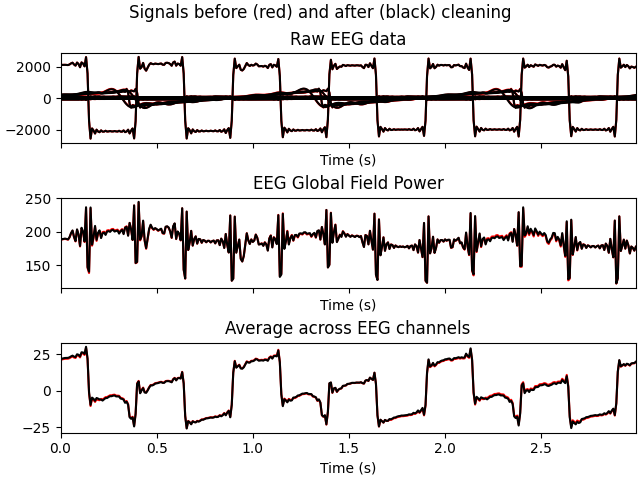 Signals before (red) and after (black) cleaning
Raw EEG data
2000
0
−2000
Time (s)
EEG Global Field Power
250
200
150
Time (s)
Average across EEG channels
25
0
−25
0.0 0.5 1.0 1.5 2.0 2.5
Time (s)